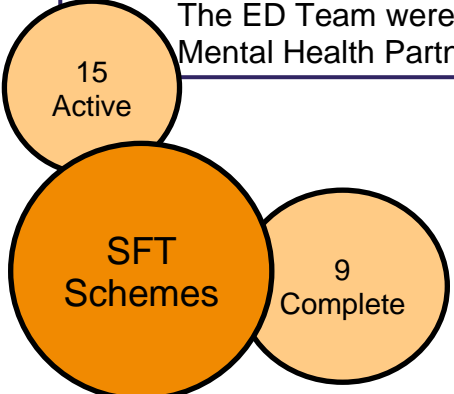 The ED Team were
Mental Health Partn
15
Active
SFT
Schemes
9
Complete